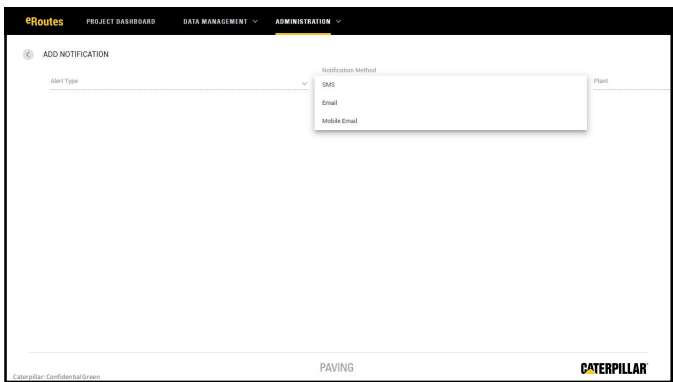 eRoutes PROJECT DASHBOARD DATA MANAGEMENT ADMINISTRATION
ADD NOTIFICATION
Notification Method
Alert Type SMS Plant
Email
Mobile Email
PAVING CATERPILLAR
Caterpillar: Confidential Green